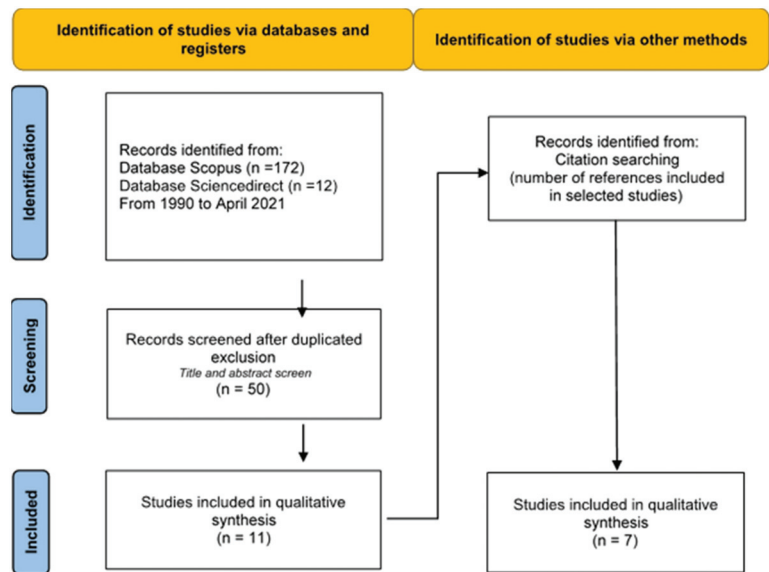 Identification of studies via databases and
registers
Identification of studies via other methods
Identification
Records identified from:
Database Scopus (n =172)
Database Sciencedirect (n =12)
From 1990 to April 2021
Records identified from:
Citation searching
(number of references included
in selected studies)
Screening
Records screened after duplicated
exclusion
Title and abstract screen
(n = 50)
Included
Studies included in qualitative
synthesis
(n = 11)
Studies included in qualitative
synthesis
(n = 7)